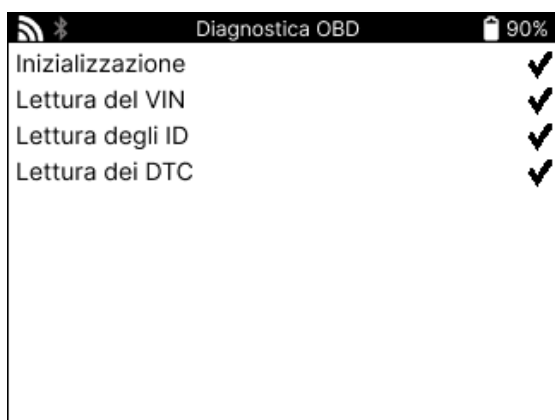 Diagnostica OBD 90%
Inizializzazione
Lettura del VIN
Lettura degli ID
Lettura dei DTC